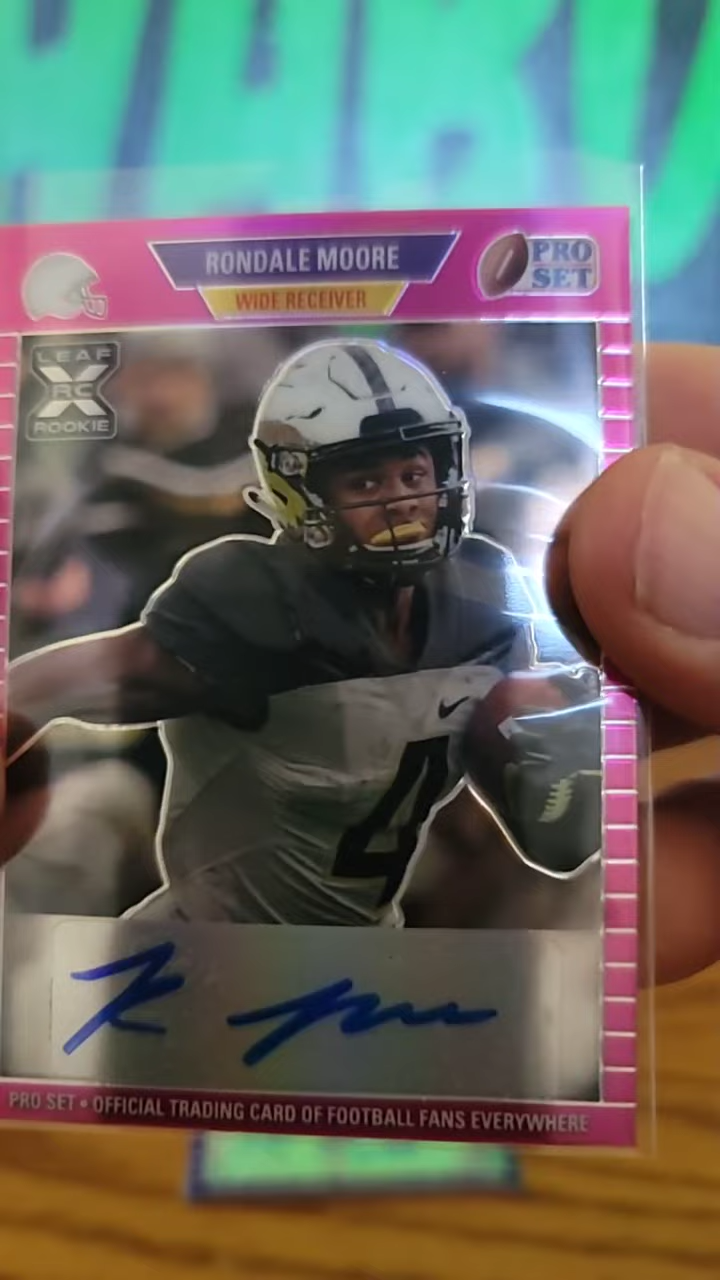 RONDALE MOORE
WIDE RECEIVER
PRO
SET
LEAF
RC
ROOKIE
4
PRO SET • OFFICIAL TRADING CARD OF FOOTBALL FANS EVERYWHERE